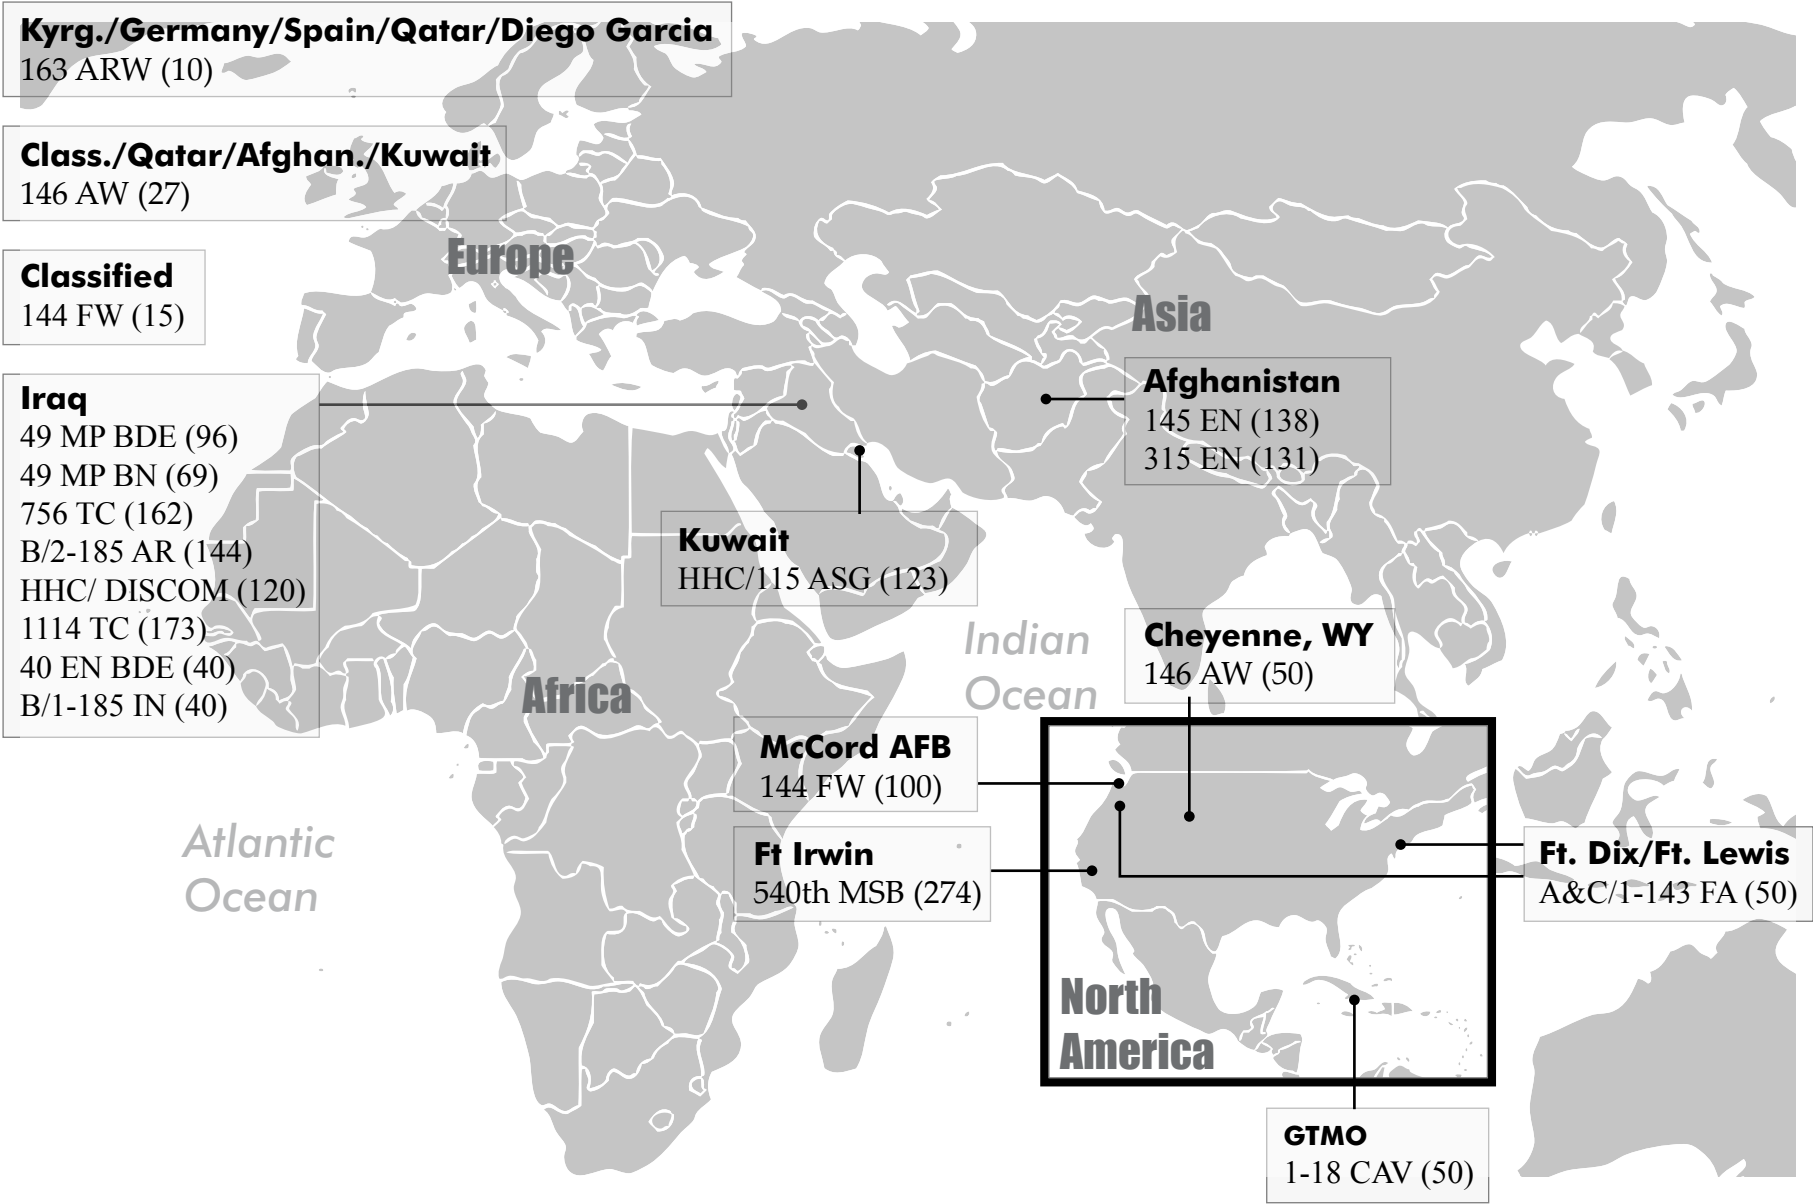 Kyrg./Germany/Spain/Qatar/Diego Garcia
163 ARW (10)
Class./Qatar/Afghan./Kuwait
146 AW (27)
Classified
144 FW (15)
Iraq
49 MP BDE (96)
49 MP BN (69)
756 TC (162)
B/2-185 AR (144)
HHC/ DISCOM (120)
1114 TC (173)
40 EN BDE (40)
B/1-185 IN (40)
Europe
Asia
Afghanistan
145 EN (138)
315 EN (131)
Kuwait
HHC/115 ASG (123)
Indian
Ocean
Cheyenne, WY
146 AW (50)
Africa
McCord AFB
144 FW (100)
Atlantic
Ocean
Ft Irwin
540th MSB (274)
Ft. Dix/Ft. Lewis
A&C/1-143 FA (50)
North
America
GTMO
1-18 CAV (50)